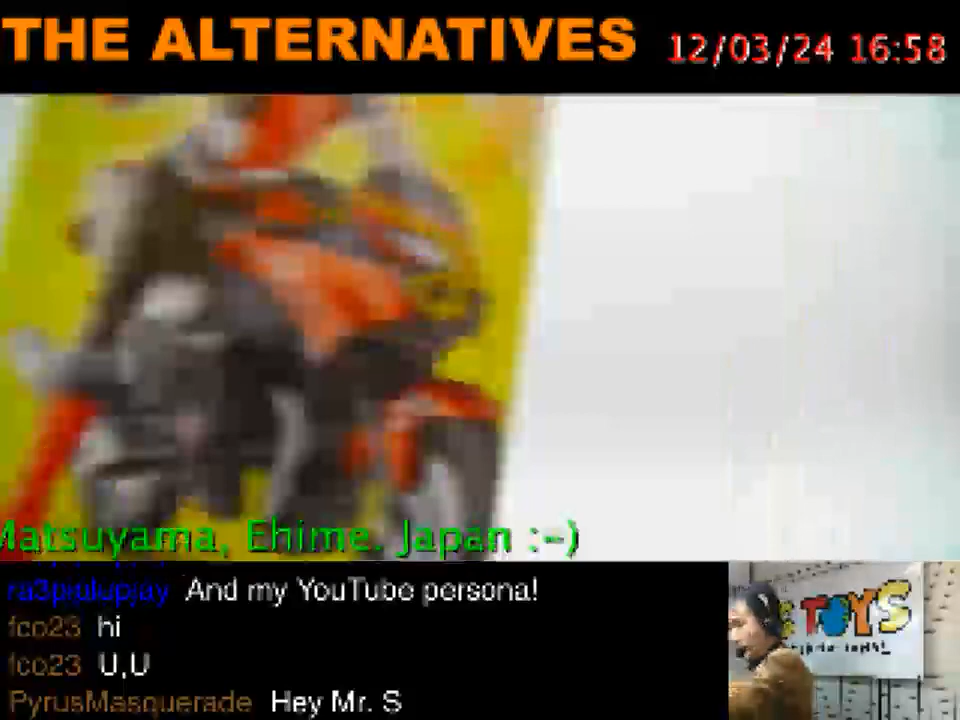 THE ALTERNATIVES 12/03/24 16:58
Matsuyama, Ehime. Japan :-)
And my YouTube persona!
fco23 hi
fco23 U,U
PyrusMasquerade Hey Mr. S
TOYS